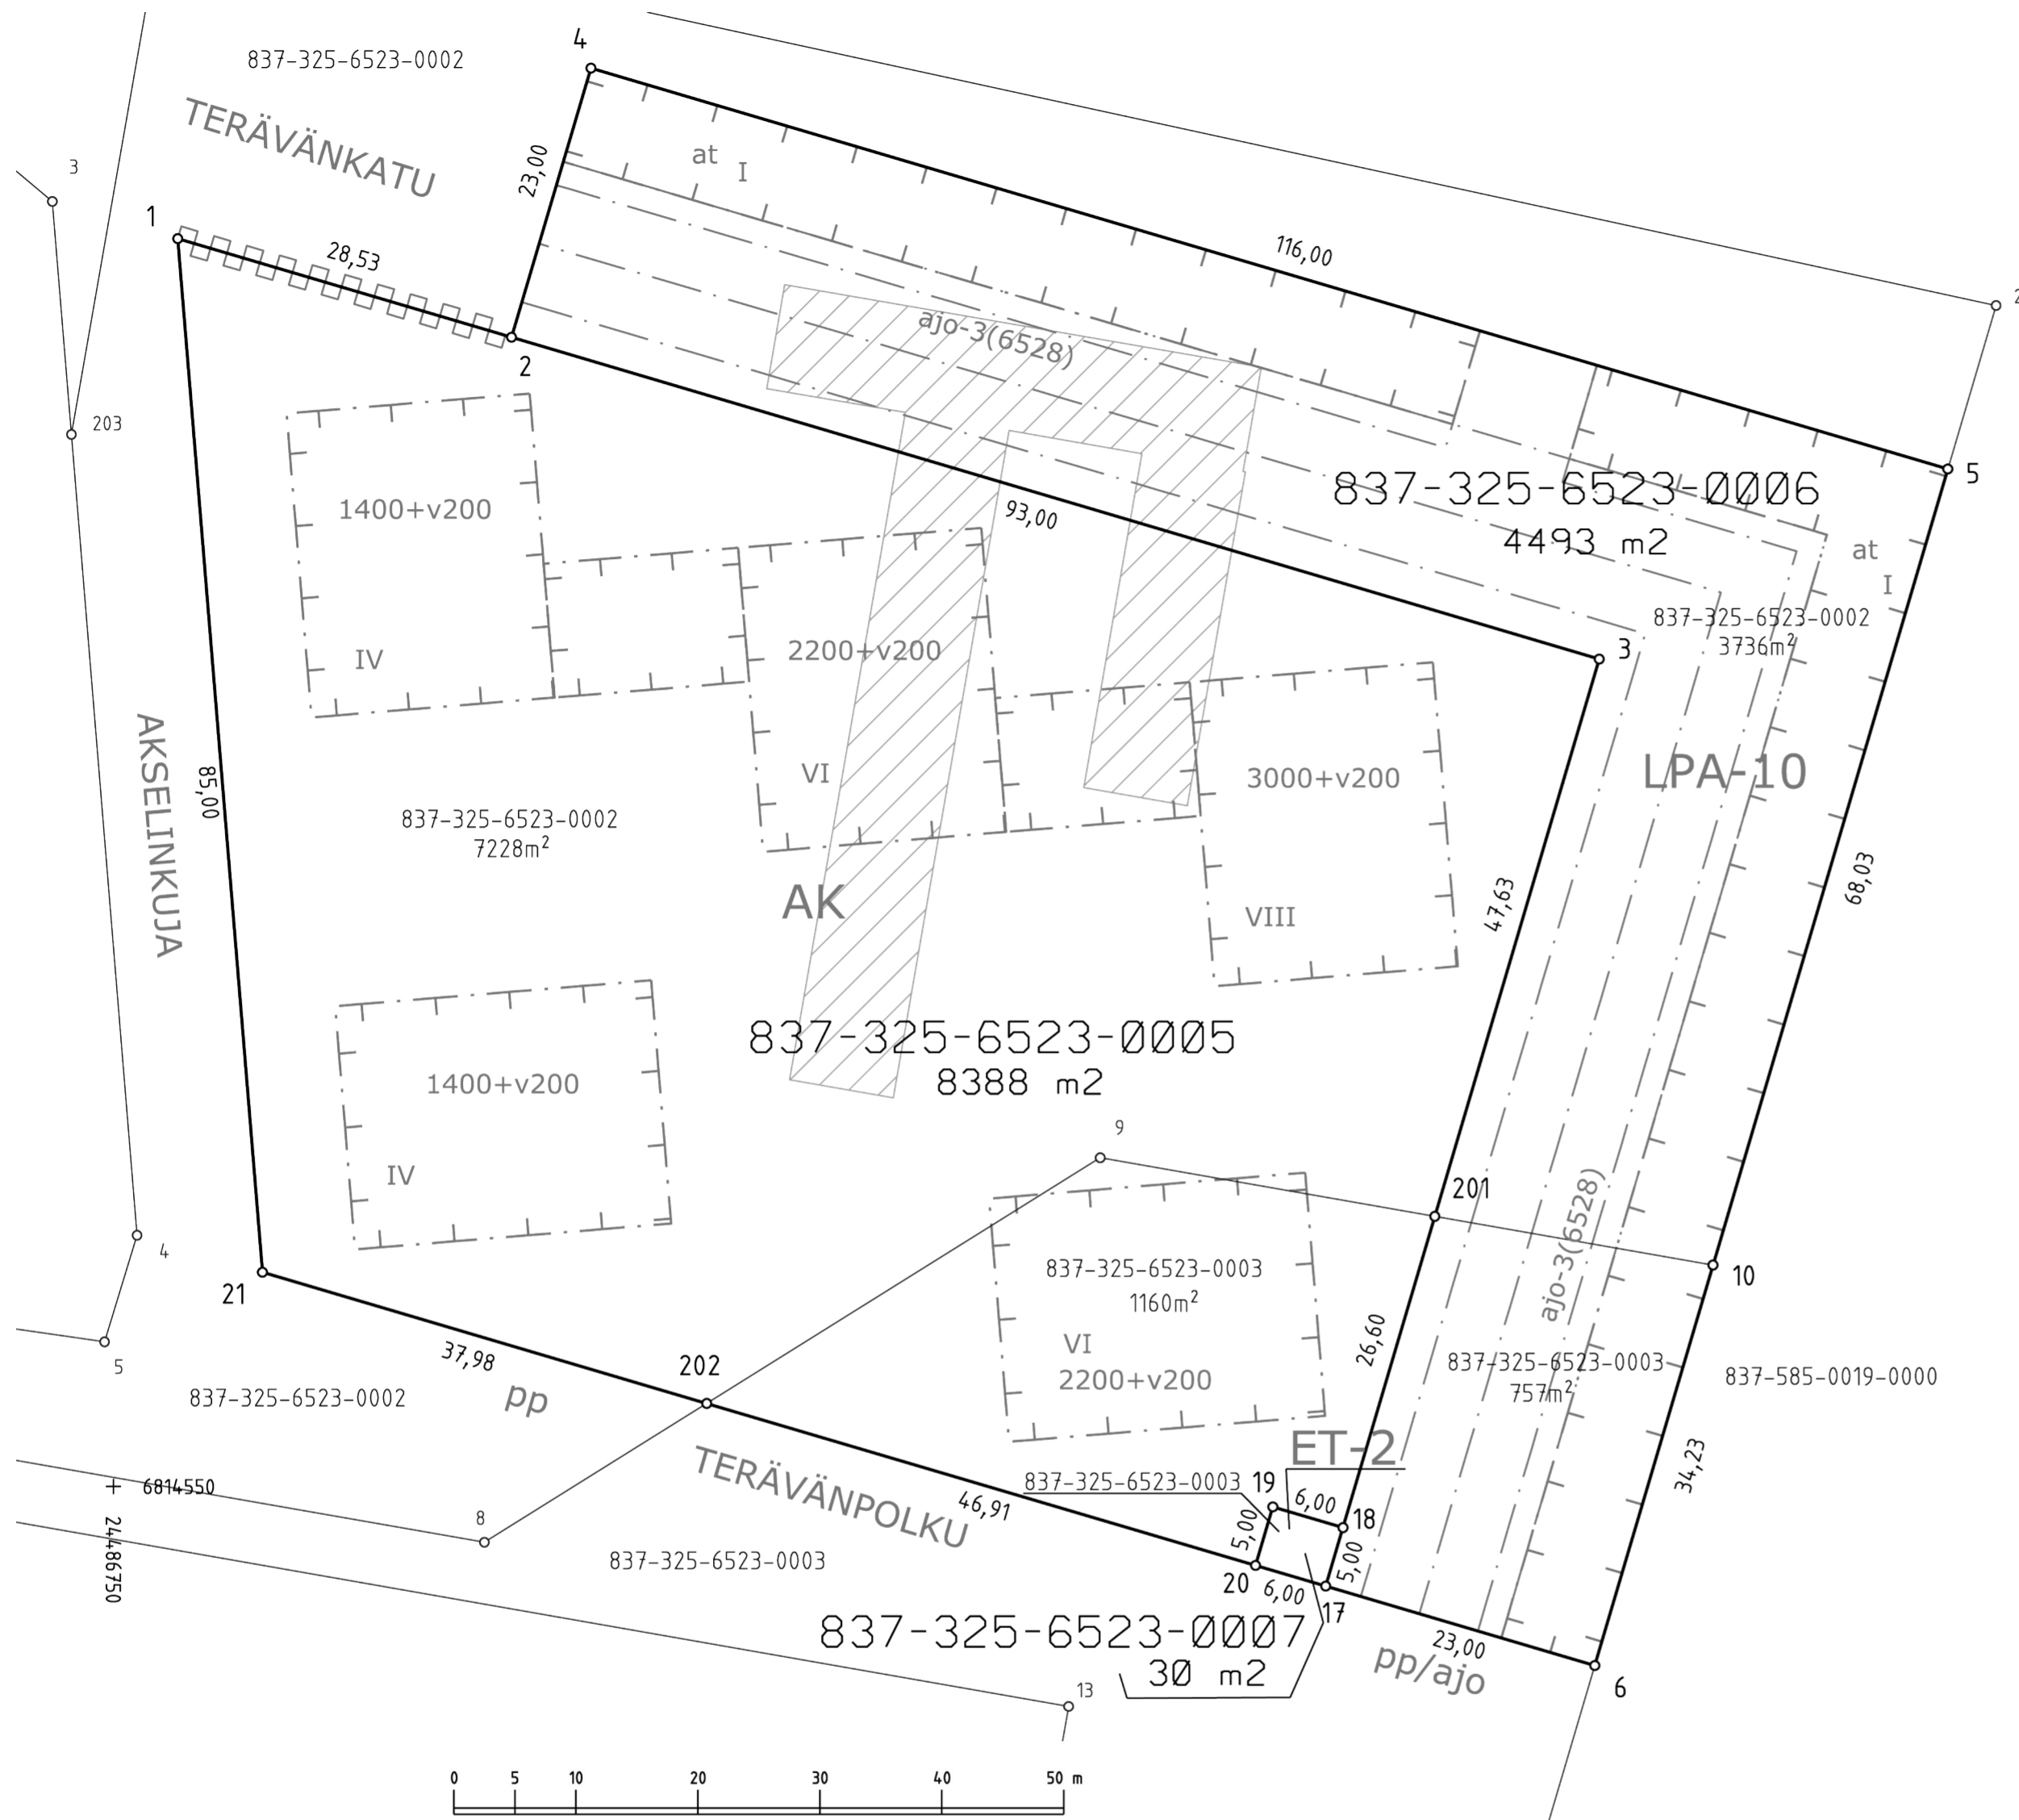 4
837-325-6523-0002
TERÄVÄNKATU
3
1
23,00
at
I
28,53
116,00
2
2
ajo-3(6528)
203
5
837-325-6523-0006
4493 m2
1400+v200
93,00
at
I
837-325-6523-0002
3736m²
3
2200+v200
IV
AKSELINKUJA
85,00
VI
3000+v200
LPA-10
837-325-6523-0002
7228m²
AK
VIII
47,63
68,03
837-325-6523-0005
8388 m2
1400+v200
9
IV
201
4
837-325-6523-0003
1160m²
10
21
ajo-3(6528)
VI
2200+v200
26,60
37,98
202
837-325-6523-0003
757m²
837-585-0019-0000
5
837-325-6523-0002
pp
ET-2
TERÄVÄNPOLKU
837-325-6523-0003
19
6,00
18
34,23
6814550
24486750
46,91
5,00
5,00
8
837-325-6523-0003
20
6,00
17
837-325-6523-0007
30 m2
23,00
pp/ajo
6
13
0 5 10 20 30 40 50 m